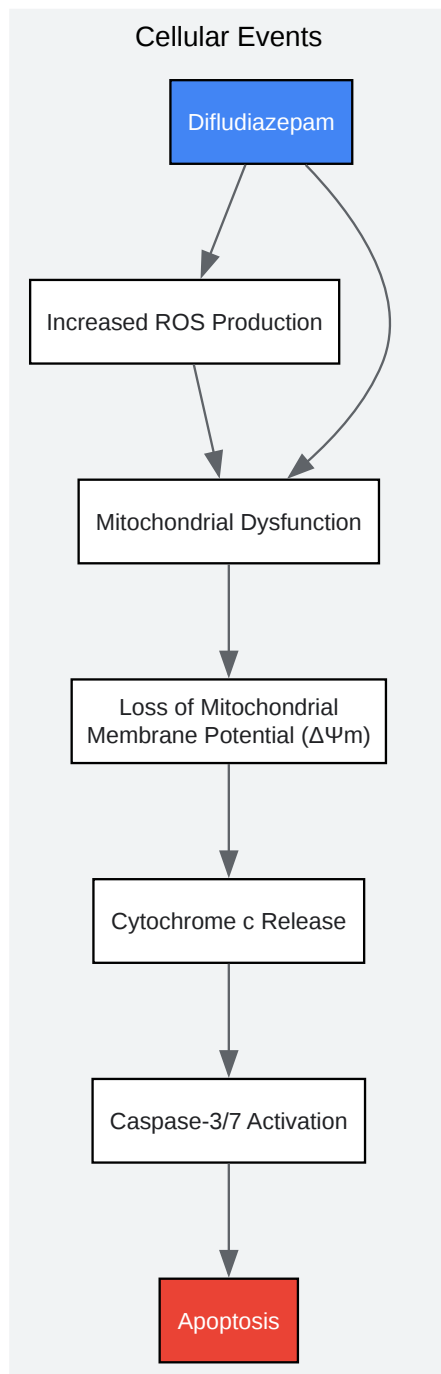 Cellular Events
Difludiazepam
Increased ROS Production
Mitochondrial Dysfunction
Loss of Mitochondrial
Membrane Potential (ΔΨm)
Cytochrome c Release
Caspase-3/7 Activation
Apoptosis